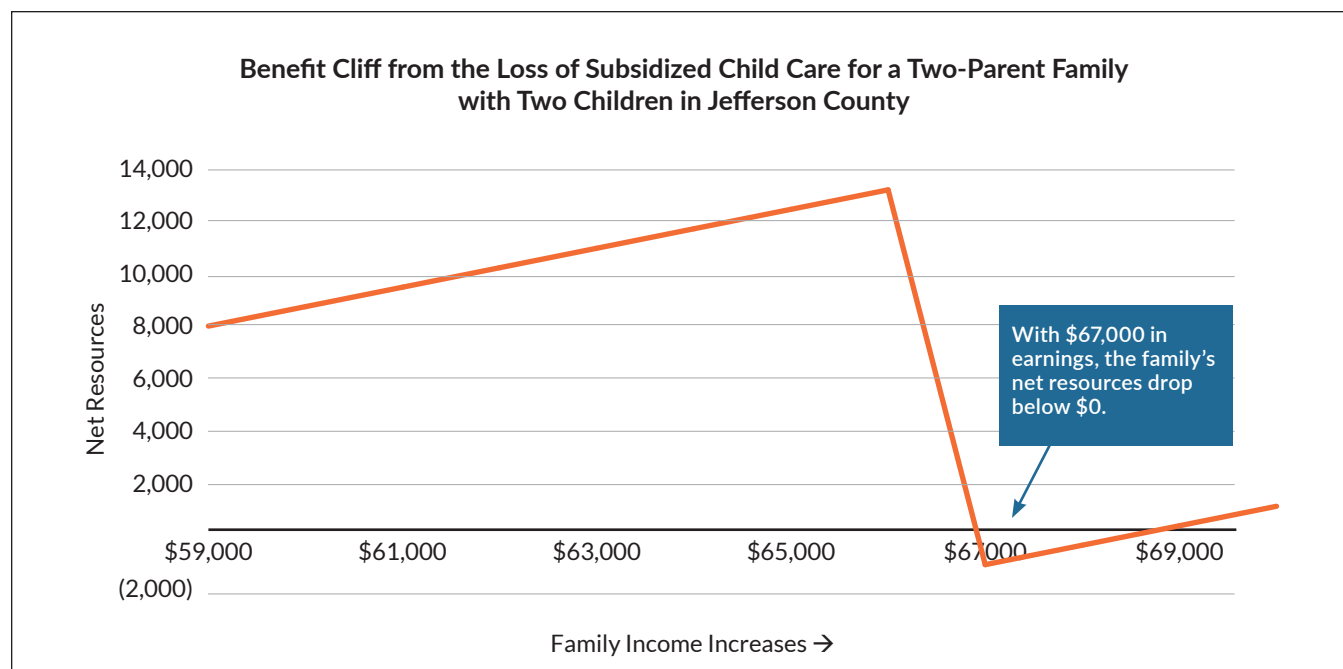 Benefit Cliff from the Loss of Subsidized Child Care for a Two-Parent Family
with Two Children in Jefferson County
14,000
12,000
10,000
8,000
6,000
4,000
2,000
(2,000)
Net Resources
With $67,000 in
earnings, the family’s
net resources drop
below $0.
$59,000 $61,000 $63,000 $65,000 $67000 $69,000
Family Income Increases →